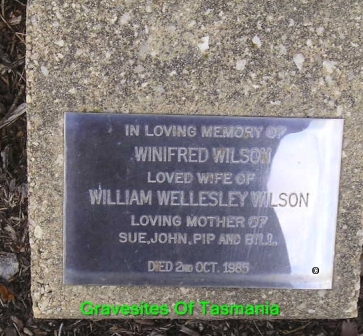 IN LOVING MEMORY OF
WINIFRED WILSON
LOVED WIFE OF
WILLIAM WELLESLEY WILSON
LOVING MOTHER OF
SUE, JOHN, PIP AND BILL
DIED 2ND OCT. 1985
©
Gravesites Of Tasmania